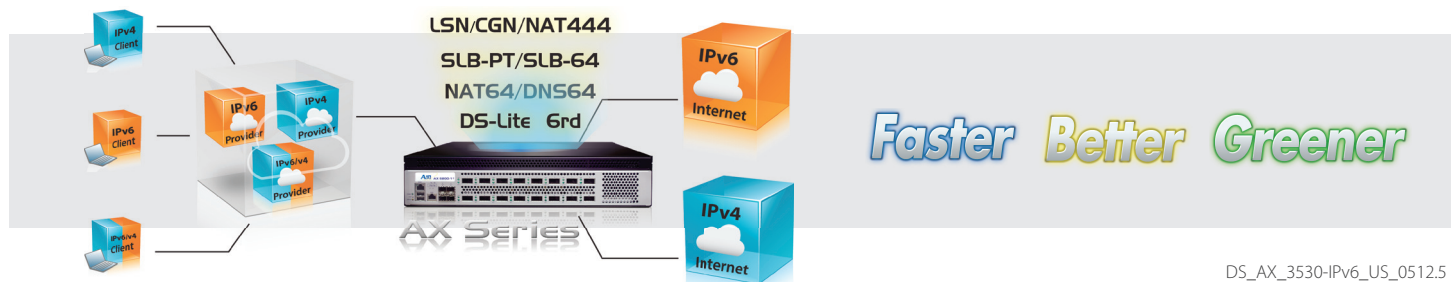 IPv4
Client
IPv6
Client
IPv6/v4
Client
IPv6
Provider
IPv4
Provider
IPv6/v4
Provider
LSN/CGN/NAT444
SLB-PT/SLB-64
NAT64/DNS64
DS-Lite 6rd
AX Series
IPv6
Internet
IPv4
Internet
Faster Better Greener
DS_AX_3530-IPv6_US_0512.5